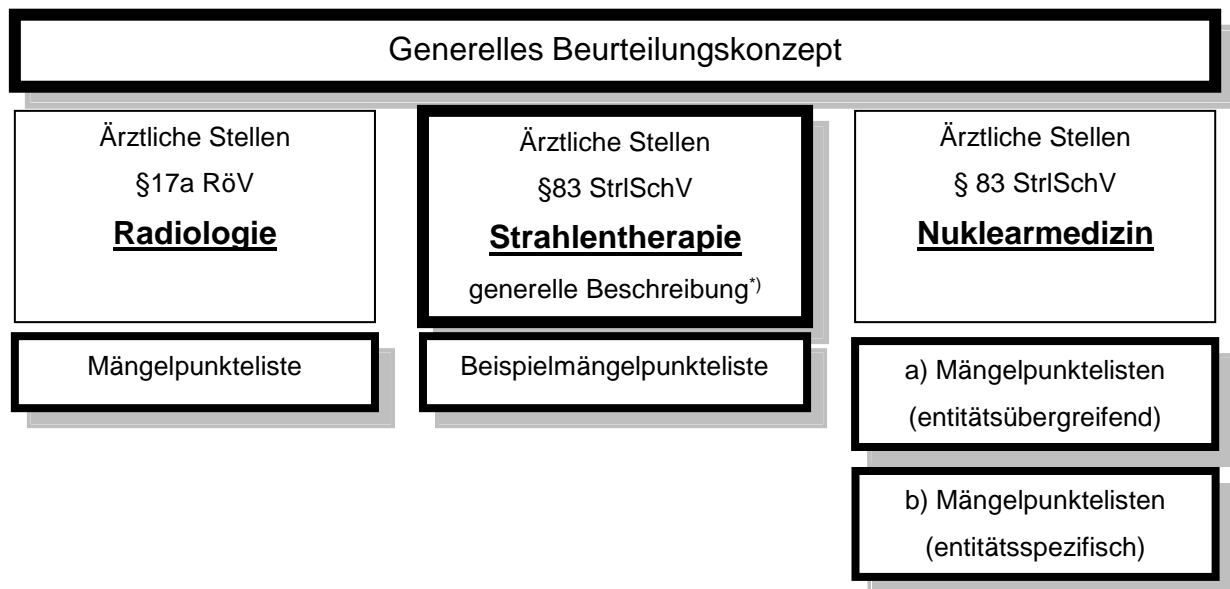 Generelles Beurteilungskonzept
Ärztliche Stellen
§17a RöV
Radiologie
Ärztliche Stellen
§83 StrlSchV
Strahlentherapie
generelle Beschreibung*)
Ärztliche Stellen
§ 83 StrlSchV
Nuklearmedizin
Mängelpunkteliste
Beispielmängelpunkteliste
a) Mängelpunktelisten
(entitätsübergreifend)
b) Mängelpunktelisten
(entitätsspezifisch)